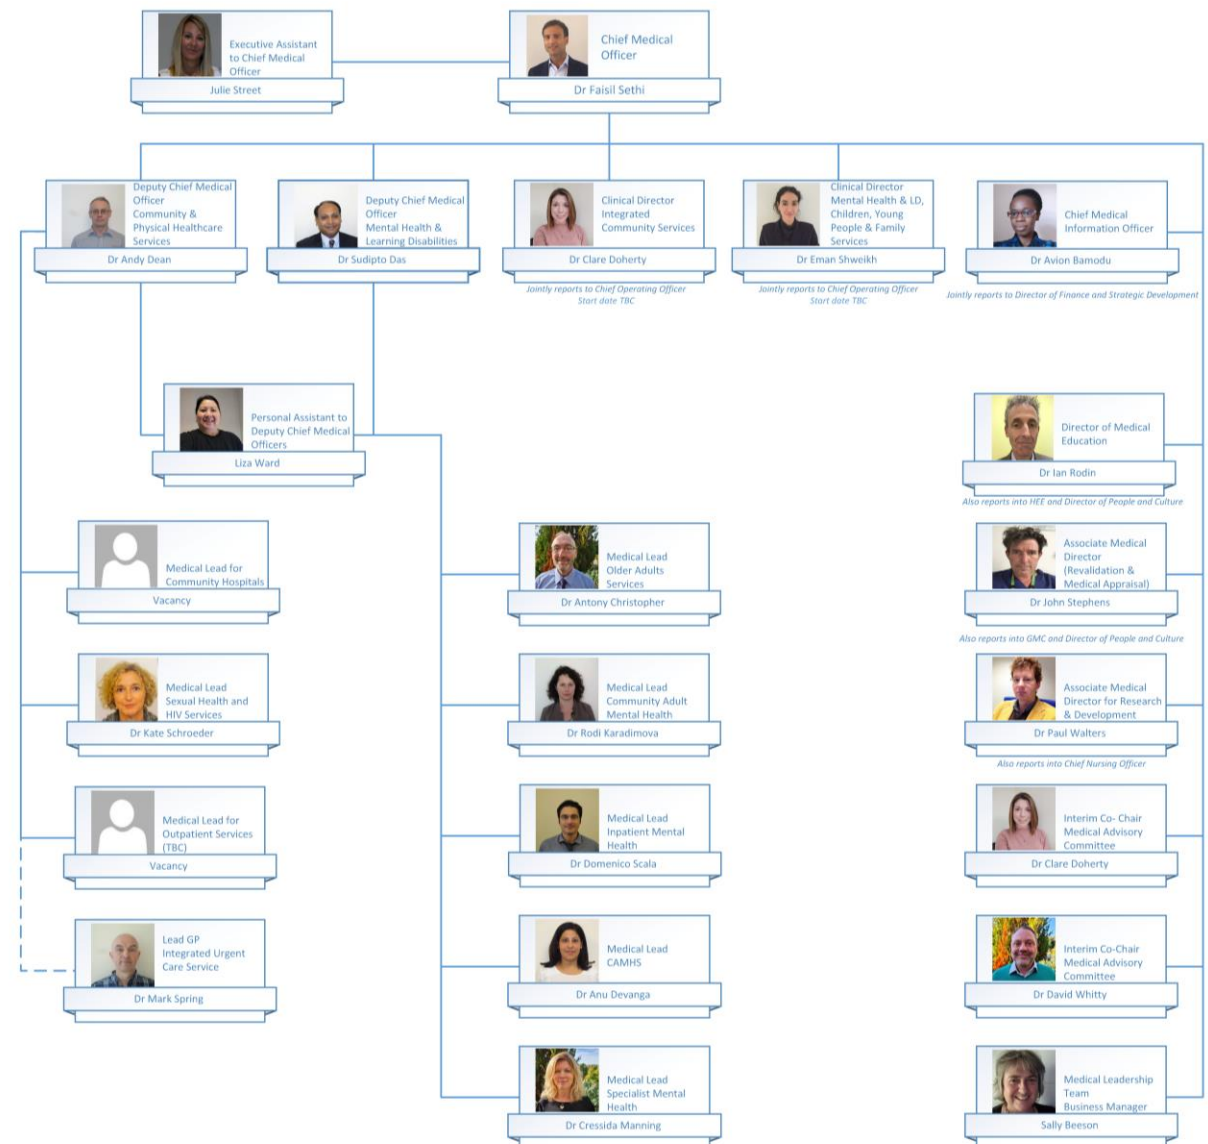 Executive Assistant
to Chief Medical
Officer
Julie Street
Chief Medical
Officer
Dr Faisil Sethi
Deputy Chief Medical
Officer
Community &
Physical Healthcare
Services
Dr Andy Dean
Deputy Chief Medical
Officer
Mental Health &
Learning Disabilities
Dr Sudipto Das
Clinical Director
Integrated
Community Services
Dr Clare Doherty
Jointly reports to Chief Operating Officer
Start date TBC
Clinical Director
Mental Health & LD,
Children, Young
People & Family
Services
Dr Eman Shweikh
Jointly reports to Chief Operating Officer
Start date TBC
Chief Medical
Information Officer
Dr Avion Bamodu
Jointly reports to Director of Finance and Strategic Development
Personal Assistant to
Deputy Chief Medical
Officers
Liza Ward
Director of Medical
Education
Dr Ian Rodin
Also reports into HEE and Director of People and Culture
Medical Lead for
Community Hospitals
Vacancy
Medical Lead
Older Adults
Services
Dr Antony Christopher
Associate Medical
Director
(Revalidation &
Medical Appraisal)
Dr John Stephens
Also reports into GMC and Director of People and Culture
Medical Lead
Sexual Health and
HIV Services
Dr Kate Schroeder
Medical Lead
Community Adult
Mental Health
Dr Rodi Karadimova
Associate Medical
Director for Research
& Development
Dr Paul Walters
Also reports into Chief Nursing Officer
Medical Lead for
Outpatient Services
(TBC)
Vacancy
Medical Lead
Inpatient Mental
Health
Dr Domenico Scala
Interim Co- Chair
Medical Advisory
Committee
Dr Clare Doherty
Lead GP
Integrated Urgent
Care Service
Dr Mark Spring
Medical Lead
CAMHS
Dr Anu Devanga
Interim Co-Chair
Medical Advisory
Committee
Dr David Whitty
Medical Lead
Specialist Mental
Health
Dr Cressida Manning
Medical Leadership
Team
Business Manager
Sally Beeson